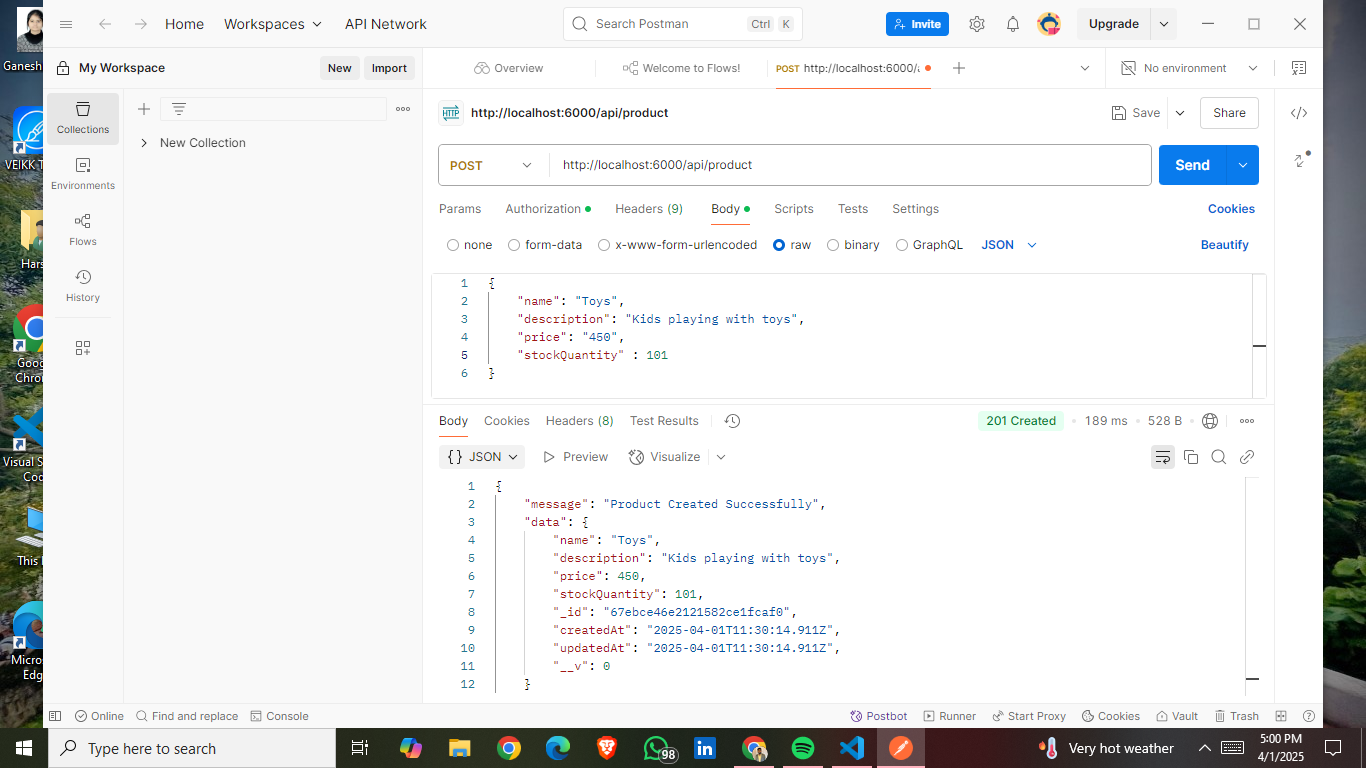 Home
Workspaces
API Network
Search Postman
Ctrl
K
Invite
Upgrade
Ganesh
My Workspace
New
Import
Overview
Welcome to Flows!
POST http://localhost:6000/
No environment
Collections
HTTP
http://localhost:6000/api/product
Save
Share
New Collection
VEIKK
Environments
POST
http://localhost:6000/api/product
Send
Params
Authorization
Headers (9)
Body
Scripts
Tests
Settings
Cookies
Flows
none
form-data
x-www-form-urlencoded
raw
binary
GraphQL
JSON
Beautify
Hars
History
1 {
2 "name": "Toys",
3 "description": "Kids playing with toys",
4 "price": "450",
5 "stockQuantity" : 101
6 }
Goog
Chron
Body
Cookies
Headers (8)
Test Results
201 Created
189 ms
528 B
{} JSON
Preview
Visualize
Visual S
Coc
1 {
2 "message": "Product Created Successfully",
3 "data": {
4 "name": "Toys",
5 "description": "Kids playing with toys",
6 "price": 450,
7 "stockQuantity": 101,
8 "_id": "67ebce46e2121582ce1fcaf0",
9 "createdAt": "2025-04-01T11:30:14.911Z",
10 "updatedAt": "2025-04-01T11:30:14.911Z",
11 "__v": 0
12 }
This
Micros
Edg
Online
Find and replace
Console
Postbot
Runner
Start Proxy
Cookies
Vault
Trash
Type here to search
98
Very hot weather
5:00 PM
4/1/2025